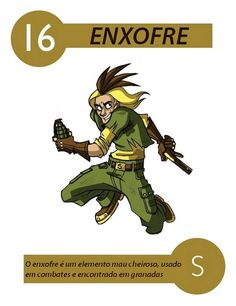 16
ENXOFRE
O enxofre é um elemento mau cheiroso, usado
em combates e encontrado em granadas
S